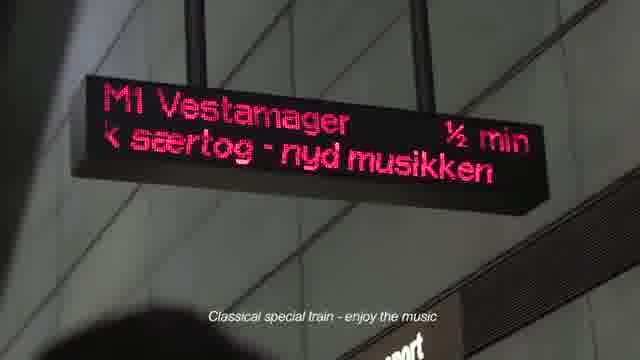 M1 Vestamager ½ min
k særtog - nyd musikken
Classical special train - enjoy the music